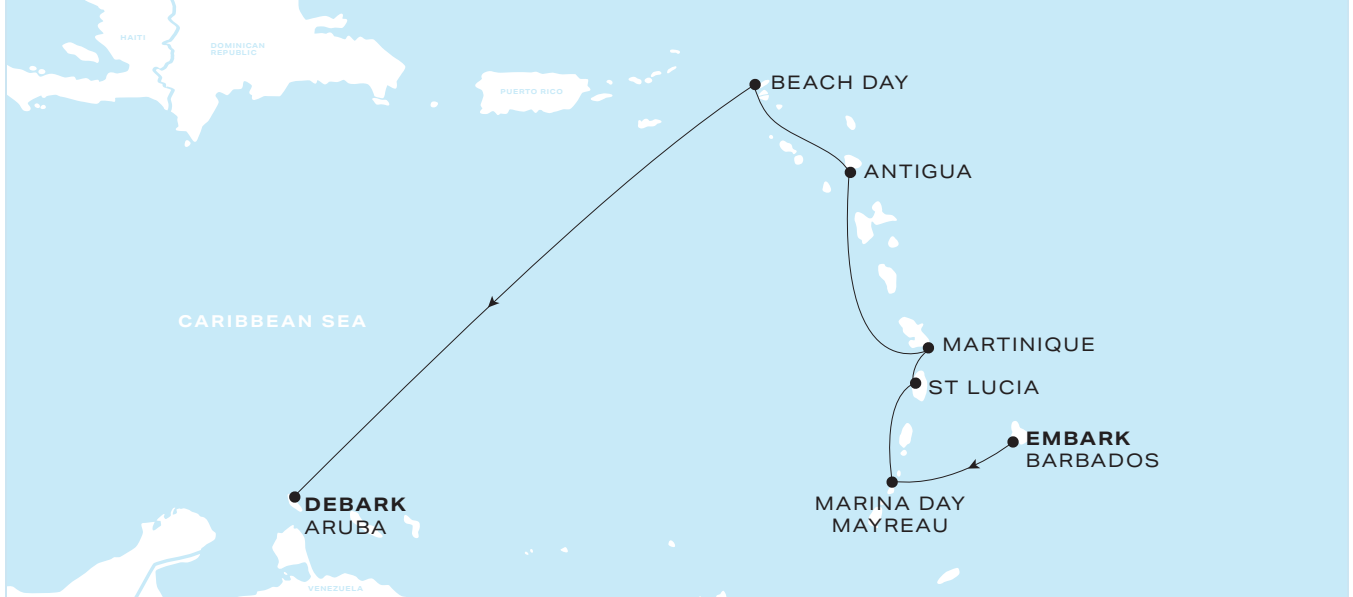 HAITI
DOMINICAN
REPUBLIC
PUERTO RICO
BEACH DAY
ANTIGUA
CARIBBEAN SEA
MARTINIQUE
ST LUCIA
EMBARK
BARBADOS
MARINA DAY
MAYREAU
DEBARK
ARUBA
VENEZUELA